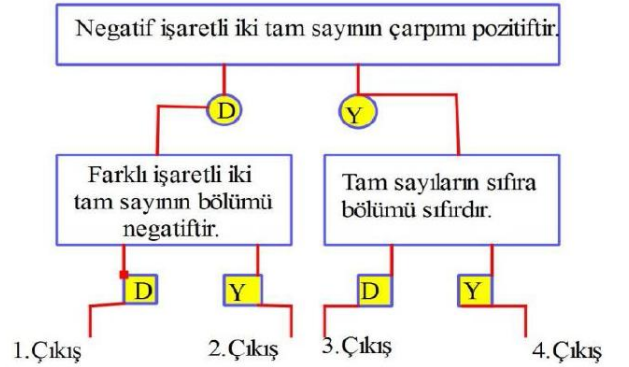 Negatif işaretli iki tam sayının çarpımı pozitiftir.
D
Y
Farklı işaretli iki
tam sayının bölümü
negatiftir.
Tam sayıların sıfıra
bölümü sıfırdır.
D
Y
D
Y
1.Çıkış
2.Çıkış
3.Çıkış
4.Çıkış